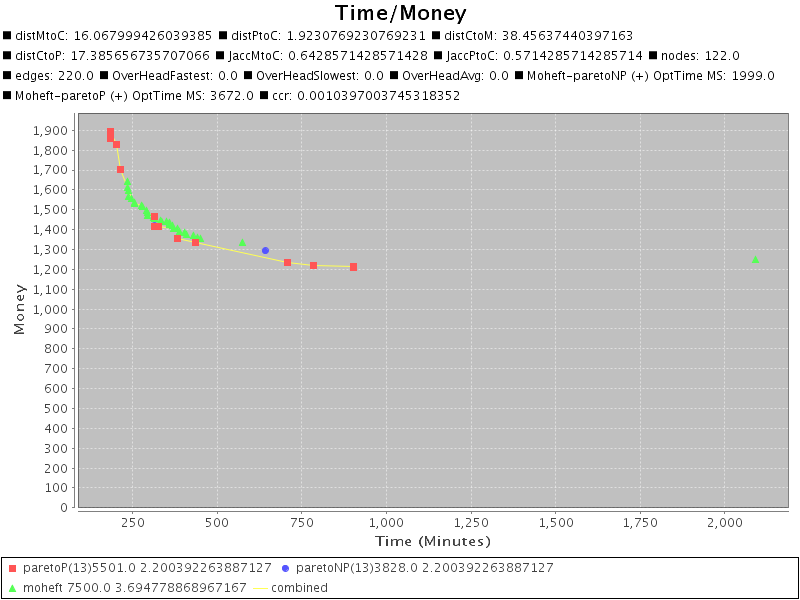 Time/Money
distMtoC: 16.067999426039385 distPtoC: 1.9230769230769231 distCtoM: 38.45637440397163
distCtoP: 17.385656735707066 JaccMtoC: 0.6428571428571428 JaccPtoC: 0.5714285714285714 nodes: 122.0
edges: 220.0 OverHeadFastest: 0.0 OverHeadSlowest: 0.0 OverHeadAvg: 0.0 Moheft-paretoNP (+) OptTime MS: 1999.0
Moheft-paretoP (+) OptTime MS: 3672.0 ccr: 0.0010397003745318352
1,900
1,800
1,700
1,600
1,500
1,400
1,300
1,200
1,100
1,000
900
800
700
600
500
400
300
200
100
0
Money
250 500 750 1,000 1,250 1,500 1,750 2,000
Time (Minutes)
paretoP(13)5501.0 2.200392263887127 paretoNP(13)3828.0 2.200392263887127
moheft 7500.0 3.694778868967167 combined